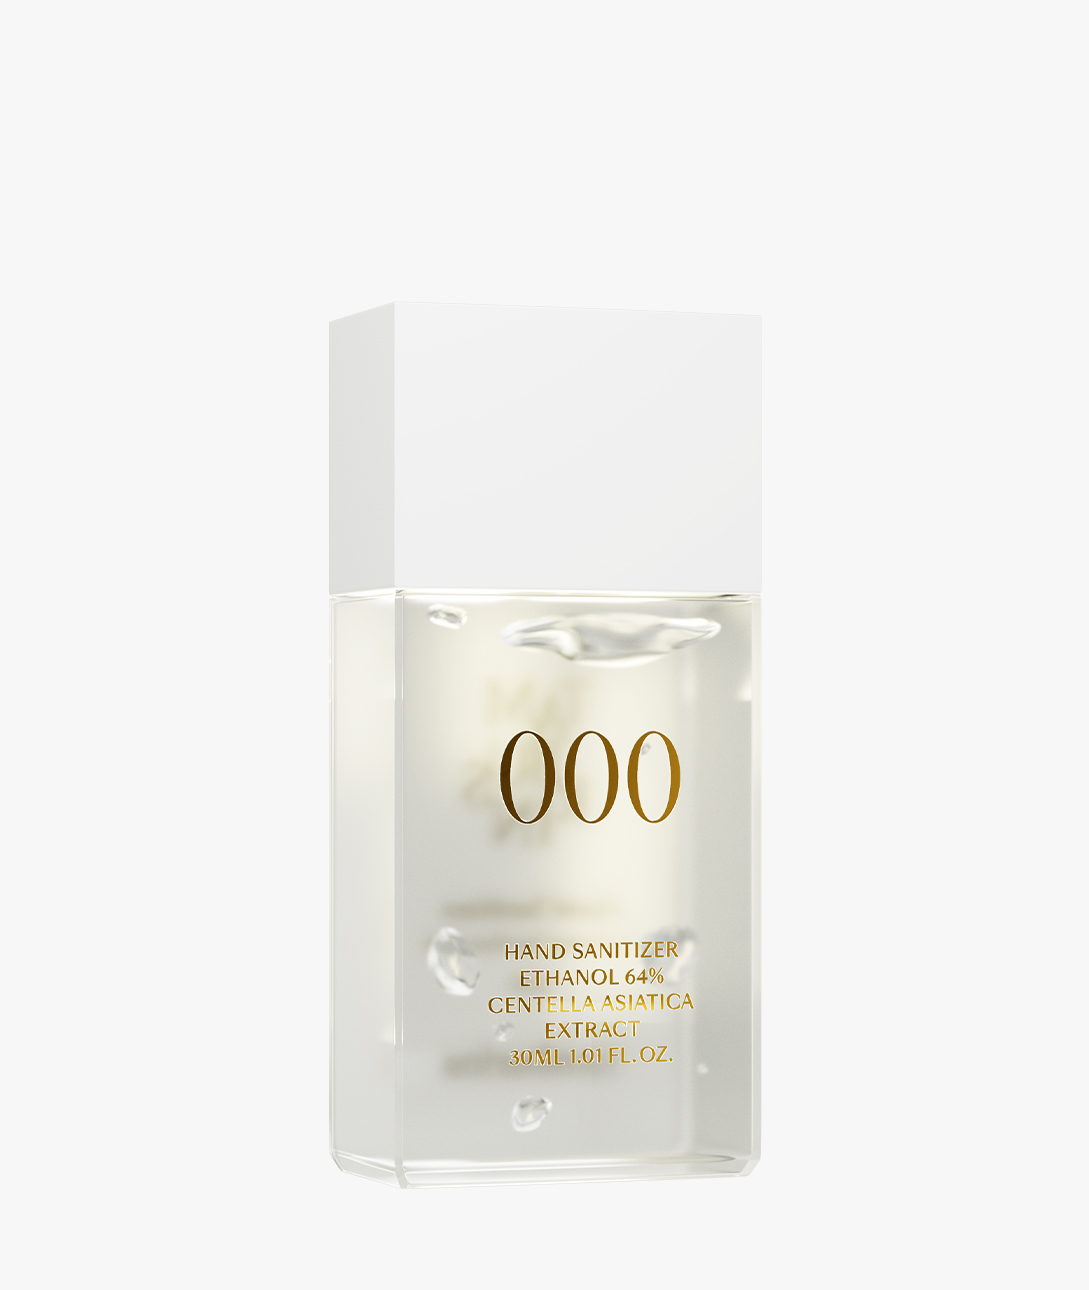 000
HAND SANITIZER
ETHANOL 64%
CENTELLA ASIATICA
EXTRACT
30ML 1.01 FL. OZ.